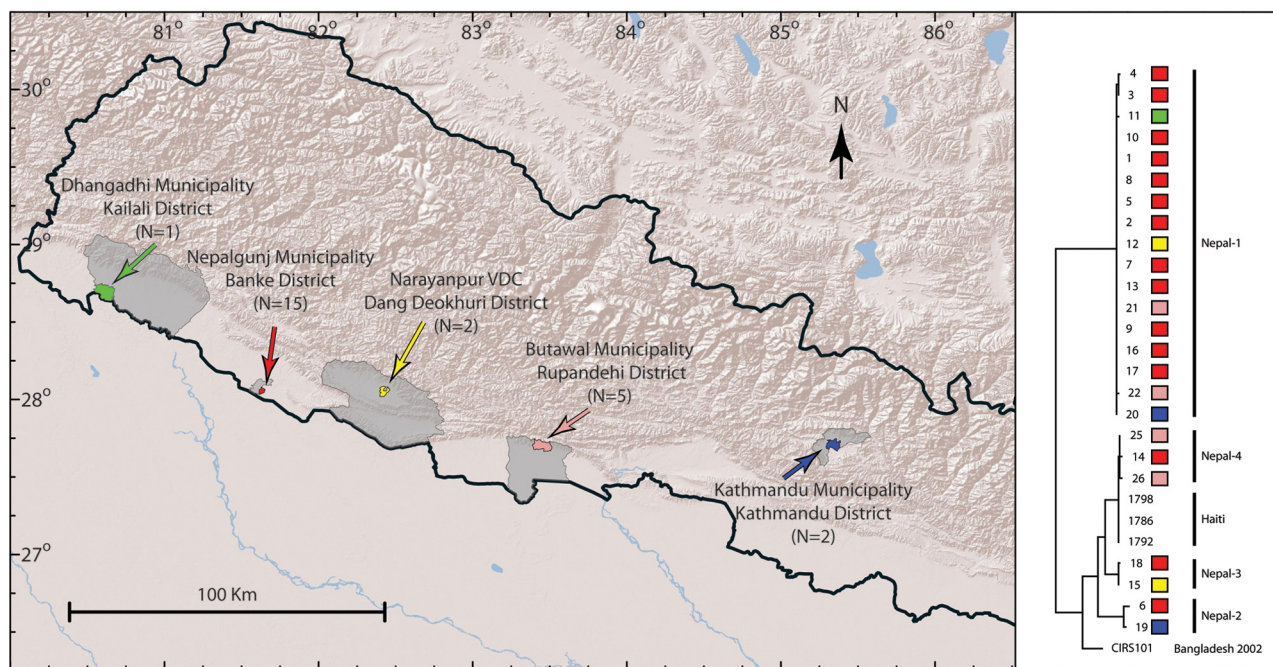 81° 82° 83° 84° 85° 86°
30°
29°
28°
27°
N
Dhangadhi Municipality
Kailali District
(N=1)
Nepalgunj Municipality
Banke District
(N=15)
Narayanpur VDC
Dang Deokhuri District
(N=2)
Butawal Municipality
Rupandehi District
(N=5)
Kathmandu Municipality
Kathmandu District
(N=2)
100 Km
4
3
11
10
1
8
5
2
12
7
13
21
9
16
17
22
20
Nepal-1
25
14
26
Nepal-4
1798
1786
1792
Haiti
18
15
Nepal-3
6
19
Nepal-2
CIRS101 Bangladesh 2002